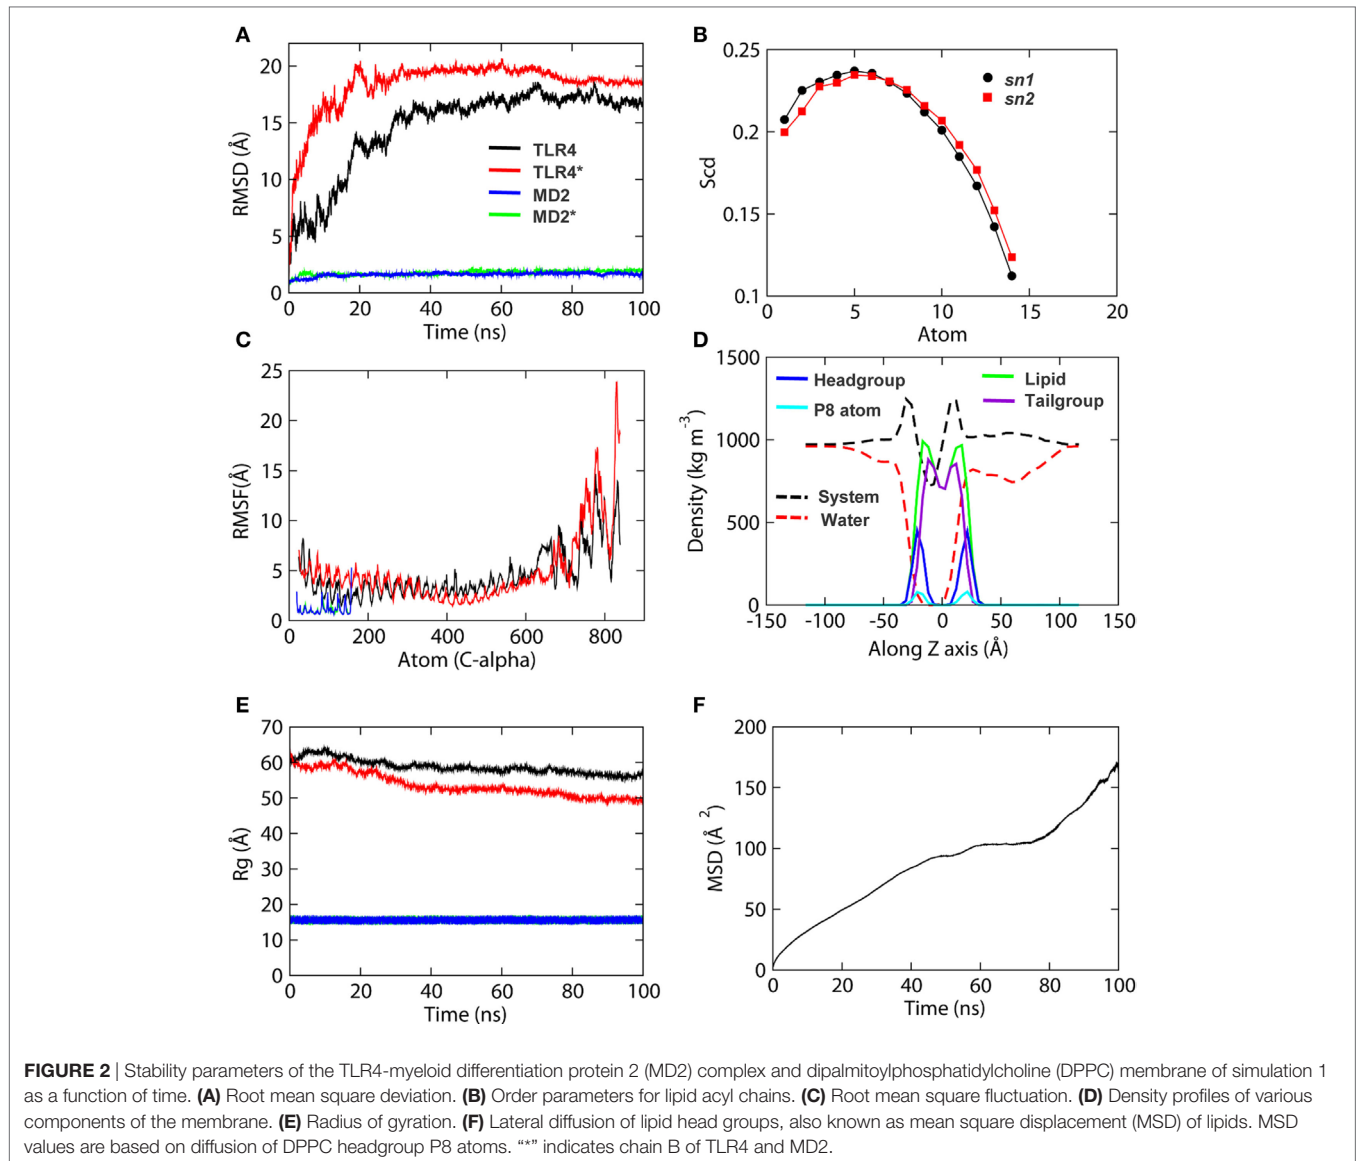 A
RMSD (Å)
20
15
10
5
0
0 20 40 60 80 100
Time (ns)
TLR4
TLR4*
MD2
MD2*
B
Scd
0.25
0.2
0.15
0.1
0 5 10 15 20
Atom
sn1
sn2
C
RMSF(Å)
25
20
15
10
5
0
0 200 400 600 800
Atom (C-alpha)
D
Density (kg m-3)
1500
1000
500
0
-150 -100 -50 0 50 100 150
Along Z axis (Å)
Headgroup
P8 atom
Lipid
Tailgroup
System
Water
E
Rg (Å)
70
60
50
40
30
20
10
0
0 20 40 60 80 100
Time (ns)
F
MSD (Å 2)
200
150
100
50
0
0 20 40 60 80 100
Time (ns)
FIGURE 2 | Stability parameters of the TLR4-myeloid differentiation protein 2 (MD2) complex and dipalmitoylphosphatidylcholine (DPPC) membrane of simulation 1
as a function of time. (A) Root mean square deviation. (B) Order parameters for lipid acyl chains. (C) Root mean square fluctuation. (D) Density profiles of various
components of the membrane. (E) Radius of gyration. (F) Lateral diffusion of lipid head groups, also known as mean square displacement (MSD) of lipids. MSD
values are based on diffusion of DPPC headgroup P8 atoms. “*” indicates chain B of TLR4 and MD2.